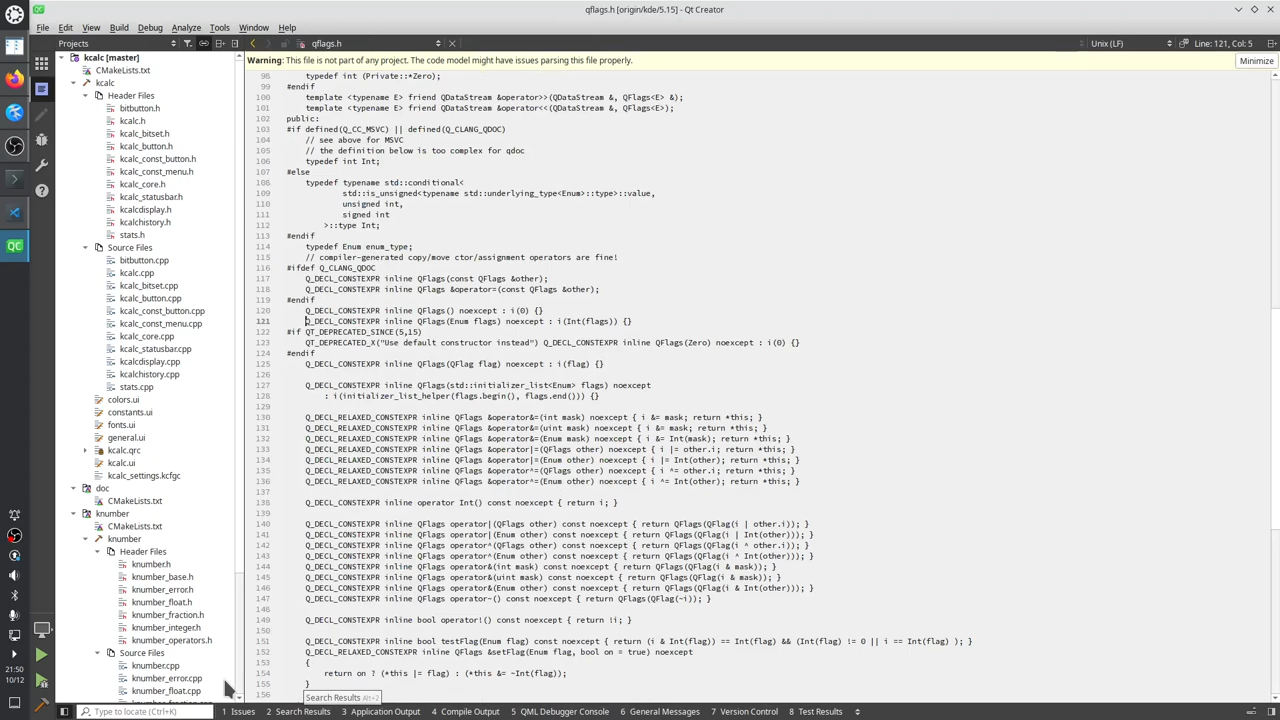 qflags.h [origin/kde/5.15] - Qt Creator
File Edit View Build Debug Analyze Tools Window Help
Projects
qflags.h
Unix (LF)
Line: 121, Col: 5
Warning: This file is not part of any project. The code model might have issues parsing this file properly.
Minimize
kcalc [master]
CMakeLists.txt
kcalc
Header Files
bitbutton.h
kcalc.h
kcalc_bitset.h
kcalc_button.h
kcalc_const_button.h
kcalc_const_menu.h
kcalc_core.h
kcalc_statusbar.h
kcalcdisplay.h
kcalchistory.h
stats.h
Source Files
bitbutton.cpp
kcalc.cpp
kcalc_bitset.cpp
kcalc_button.cpp
kcalc_const_button.cpp
kcalc_const_menu.cpp
kcalc_core.cpp
kcalc_statusbar.cpp
kcalcdisplay.cpp
kcalchistory.cpp
stats.cpp
colors.ui
constants.ui
fonts.ui
general.ui
kcalc.qrc
kcalc.ui
kcalc_settings.kcfgc
doc
CMakeLists.txt
knumber
CMakeLists.txt
knumber
Header Files
knumber.h
knumber_base.h
knumber_error.h
knumber_float.h
knumber_fraction.h
knumber_integer.h
knumber_operators.h
Source Files
knumber.cpp
knumber_error.cpp
knumber_float.cpp
98 typedef int (Private::*Zero);
99 #endif
100 template <typename E> friend QDataStream &operator>>(QDataStream &, QFlags<E> &);
101 template <typename E> friend QDataStream &operator<<(QDataStream &, QFlags<E>);
102 public:
103 #if defined(Q_CC_MSVC) || defined(Q_CLANG_QDOC)
104 // see above for MSVC
105 // the definition below is too complex for qdoc
106 typedef int Int;
107 #else
108 typedef typename std::conditional<
109 std::is_unsigned<typename std::underlying_type<Enum>::type>::value,
110 unsigned int,
111 signed int
112 >::type Int;
113 #endif
114 typedef Enum enum_type;
115 // compiler-generated copy/move ctor/assignment operators are fine!
116 #ifdef Q_CLANG_QDOC
117 Q_DECL_CONSTEXPR inline QFlags(const QFlags &other);
118 Q_DECL_CONSTEXPR inline QFlags &operator=(const QFlags &other);
119 #endif
120 Q_DECL_CONSTEXPR inline QFlags() noexcept : i(0) {}
121 Q_DECL_CONSTEXPR inline QFlags(Enum flags) noexcept : i(Int(flags)) {}
122 #if QT_DEPRECATED_SINCE(5,15)
123 QT_DEPRECATED_X("Use default constructor instead") Q_DECL_CONSTEXPR inline QFlags(Zero) noexcept : i(0) {}
124 #endif
125 Q_DECL_CONSTEXPR inline QFlags(QFlag flag) noexcept : i(flag) {}
126
127 Q_DECL_CONSTEXPR inline QFlags(std::initializer_list<Enum> flags) noexcept
128 : i(initializer_list_helper(flags.begin(), flags.end())) {}
129
130 Q_DECL_RELAXED_CONSTEXPR inline QFlags &operator&=(int mask) noexcept { i &= mask; return *this; }
131 Q_DECL_RELAXED_CONSTEXPR inline QFlags &operator&=(uint mask) noexcept { i &= mask; return *this; }
132 Q_DECL_RELAXED_CONSTEXPR inline QFlags &operator&=(Enum mask) noexcept { i &= Int(mask); return *this; }
133 Q_DECL_RELAXED_CONSTEXPR inline QFlags &operator|=(QFlags other) noexcept { i |= other.i; return *this; }
134 Q_DECL_RELAXED_CONSTEXPR inline QFlags &operator|=(Enum other) noexcept { i |= Int(other); return *this; }
135 Q_DECL_RELAXED_CONSTEXPR inline QFlags &operator^=(QFlags other) noexcept { i ^= other.i; return *this; }
136 Q_DECL_RELAXED_CONSTEXPR inline QFlags &operator^=(Enum other) noexcept { i ^= Int(other); return *this; }
137
138 Q_DECL_CONSTEXPR inline operator Int() const noexcept { return i; }
139
140 Q_DECL_CONSTEXPR inline QFlags operator|(QFlags other) const noexcept { return QFlags(QFlag(i | other.i)); }
141 Q_DECL_CONSTEXPR inline QFlags operator|(Enum other) const noexcept { return QFlags(QFlag(i | Int(other))); }
142 Q_DECL_CONSTEXPR inline QFlags operator^(QFlags other) const noexcept { return QFlags(QFlag(i ^ other.i)); }
143 Q_DECL_CONSTEXPR inline QFlags operator^(Enum other) const noexcept { return QFlags(QFlag(i ^ Int(other))); }
144 Q_DECL_CONSTEXPR inline QFlags operator&(int mask) const noexcept { return QFlags(QFlag(i & mask)); }
145 Q_DECL_CONSTEXPR inline QFlags operator&(uint mask) const noexcept { return QFlags(QFlag(i & mask)); }
146 Q_DECL_CONSTEXPR inline QFlags operator&(Enum other) const noexcept { return QFlags(QFlag(i & Int(other))); }
147 Q_DECL_CONSTEXPR inline QFlags operator~() const noexcept { return QFlags(QFlag(~i)); }
148
149 Q_DECL_CONSTEXPR inline bool operator!() const noexcept { return !i; }
150
151 Q_DECL_CONSTEXPR inline bool testFlag(Enum flag) const noexcept { return (i & Int(flag)) == Int(flag) && (Int(flag) != 0 || i == Int(flag) ); }
152 Q_DECL_RELAXED_CONSTEXPR inline QFlags &setFlag(Enum flag, bool on = true) noexcept
153 {
154 return on ? (*this |= flag) : (*this &= ~Int(flag));
155 }
156
Search Results Alt+2
21:50
10/12
Type to locate (Ctrl+K)
1 Issues 2 Search Results 3 Application Output 4 Compile Output 5 QML Debugger Console 6 General Messages 7 Version Control 8 Test Results